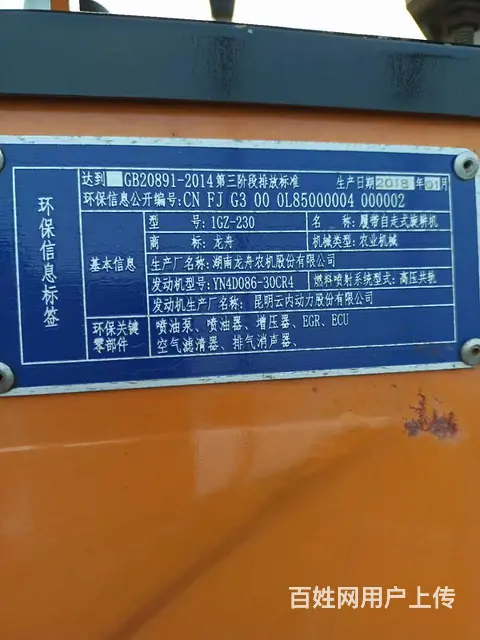 达到 GB20891-2014第三阶段排放标准 生产日期 2018 年 01 月
环保信息公开编号:CN FJ G3 00 0L85000004 000002
环保信息标签
基本信息
型 号: 1GZ-230 名 称: 履带自走式旋耕机
商 标: 龙舟 机械类型: 农业机械
生产厂名称: 湖南龙舟农机股份有限公司
发动机型号: YN4D086-30CR4 燃料喷射系统型式: 高压共轨
发动机生产厂名称: 昆明云内动力股份有限公司
环保关键零部件
喷油泵、喷油器、增压器、EGR、ECU
空气滤清器、排气消声器、
百姓网用户上传